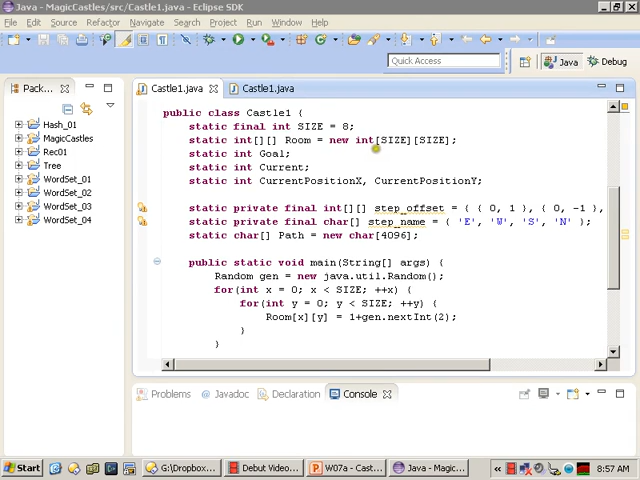 Java - MagicCastles/src/Castle1.java - Eclipse SDK
File Edit Source Refactor Navigate Search Project Run Window Help
Quick Access
Java
Debug
Pack...
Castle1.java
Castle1.java
Hash_01
MagicCastles
Rec01
Tree
WordSet_01
WordSet_02
WordSet_03
WordSet_04
public class Castle1 {
static final int SIZE = 8;
static int[][] Room = new int[SIZE][SIZE];
static int Goal;
static int Current;
static int CurrentPositionX, CurrentPositionY;
static private final int[][] step_offset = { { 0, 1 }, { 0, -1 },
static private final char[] step_name = { 'E', 'W', 'S', 'N' };
static char[] Path = new char[4096];
public static void main(String[] args) {
Random gen = new java.util.Random();
for(int x = 0; x < SIZE; ++x)
for(int y = 0; y < SIZE; ++y) {
Room[x][y] = 1+gen.nextInt(2);
}
}
Problems
Javadoc
Declaration
Console
Start
G:\Dropbox...
Debut Video...
W07a - Cast...
Java - Magic...
8:57 AM